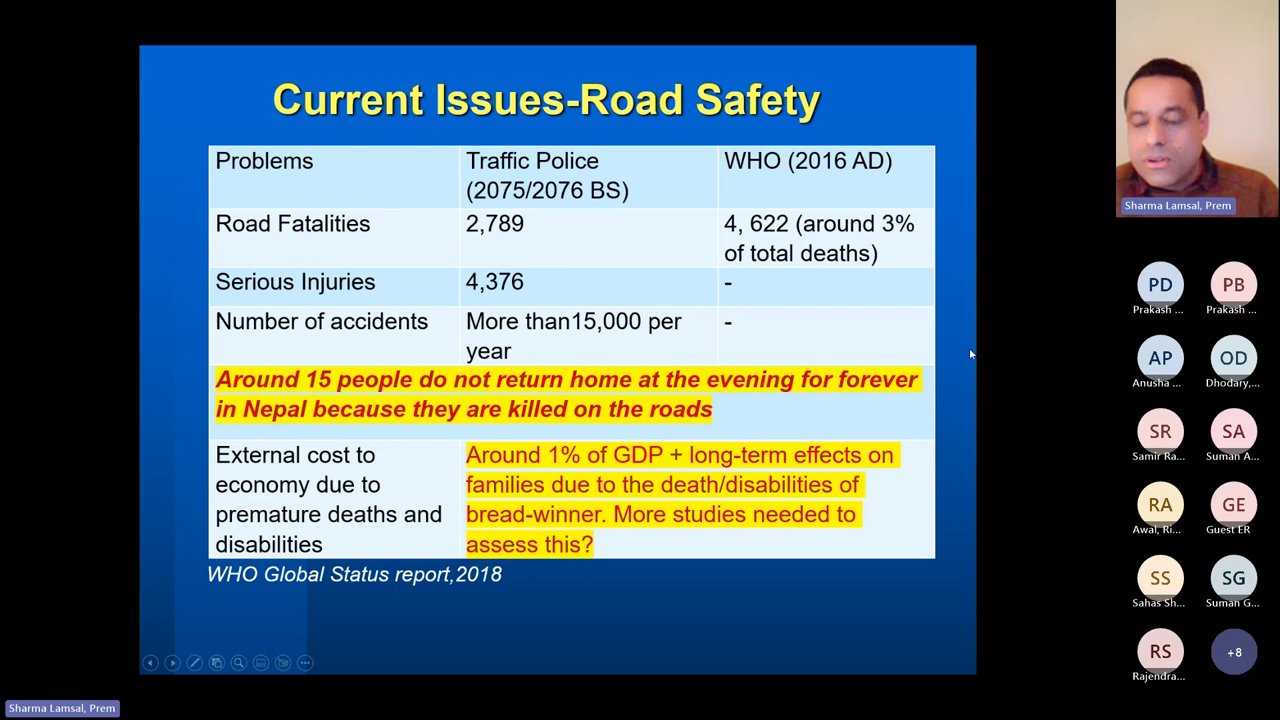 Current Issues-Road Safety
Problems
Traffic Police
(2075/2076 BS)
WHO (2016 AD)
Road Fatalities
2,789
4, 622 (around 3%
of total deaths)
Serious Injuries
4,376
-
Number of accidents
More than15,000 per
year
-
Around 15 people do not return home at the evening for forever
in Nepal because they are killed on the roads
External cost to
economy due to
premature deaths and
disabilities
Around 1% of GDP + long-term effects on
families due to the death/disabilities of
bread-winner. More studies needed to
assess this?
WHO Global Status report,2018
Sharma Lamsal, Prem
PD
Prakash ...
PB
Prakash ...
AP
Anusha ...
OD
Dhodary,...
SR
Samir Ra...
SA
Suman A...
RA
Awal, Ri...
GE
Guest ER
SS
Sahas Sh...
SG
Suman G...
RS
Rajendra...
+8
Sharma Lamsal, Prem